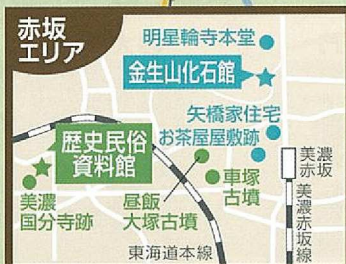 赤坂
エリア
明星輪寺本堂
金生山化石館
矢橋家住宅
お茶屋屋敷跡
歴史民俗
資料館
車塚
古墳
美濃
赤坂
美濃赤坂線
美濃
国分寺跡
昼飯
大塚古墳
東海道本線